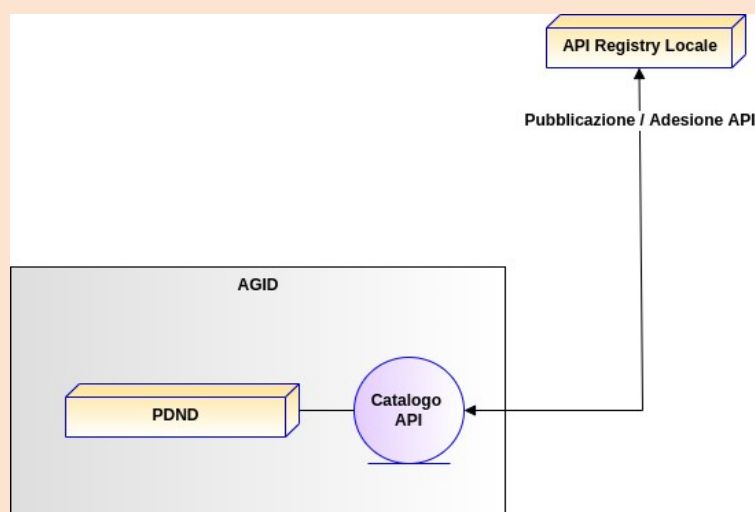 API Registry Locale
Pubblicazione / Adesione API
AGID
PDND
Catalogo
API